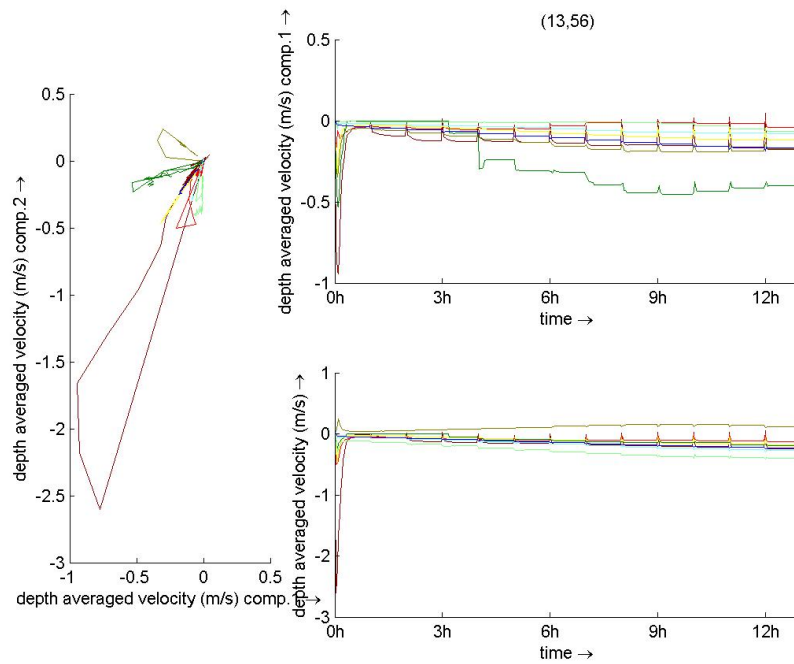 (13,56)
depth averaged velocity (m/s) comp.2 →
0.5
0
-0.5
-1
-1.5
-2
-2.5
-3
-1
-0.5
0
0.5
depth averaged velocity (m/s) comp.1 →
depth averaged velocity (m/s) comp.1 →
0.5
0
-0.5
-1
0h
3h
6h
9h
12h
time →
depth averaged velocity (m/s) →
1
0
-1
-2
-3
0h
3h
6h
9h
12h
time →